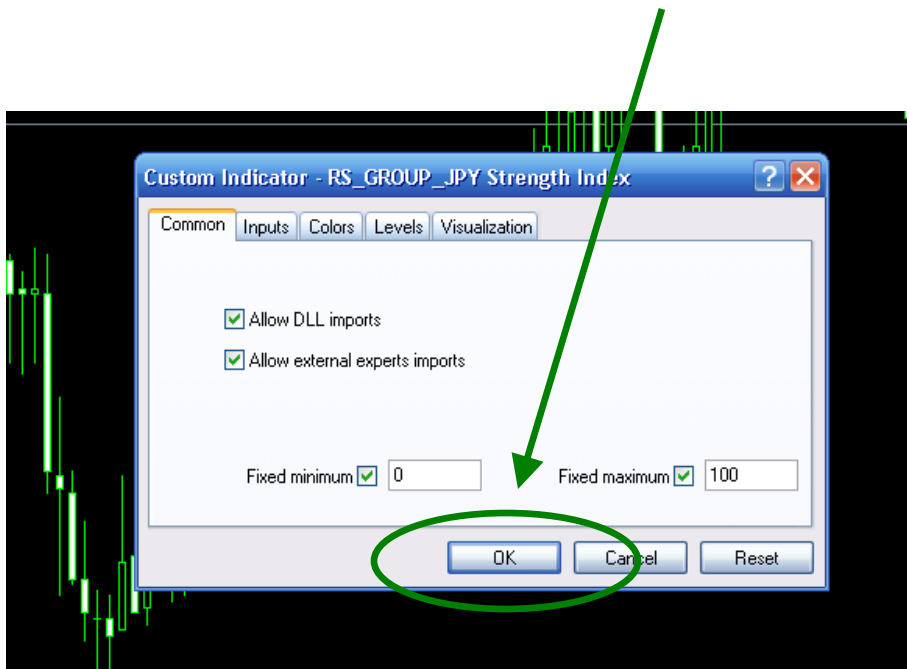 Custom Indicator - RS_GROUP_JPY Strength Index
Common Inputs Colors Levels Visualization
Allow DLL imports
Allow external experts imports
Fixed minimum 0 Fixed maximum 100
OK Cancel Reset